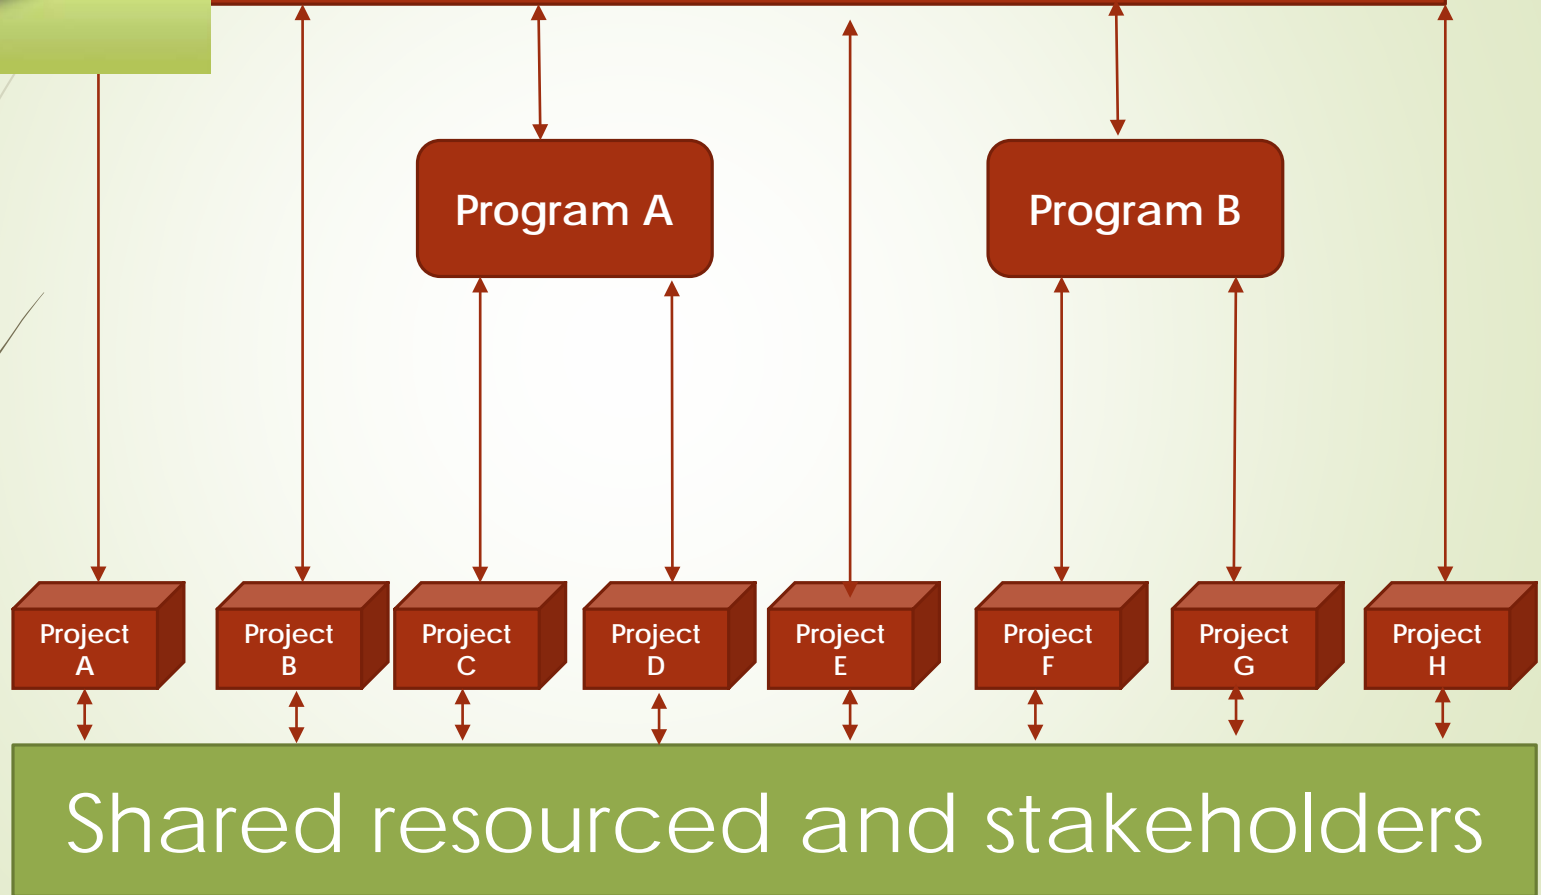 Program A
Program B
Project
A
Project
B
Project
C
Project
D
Project
E
Project
F
Project
G
Project
H
Shared resourced and stakeholders